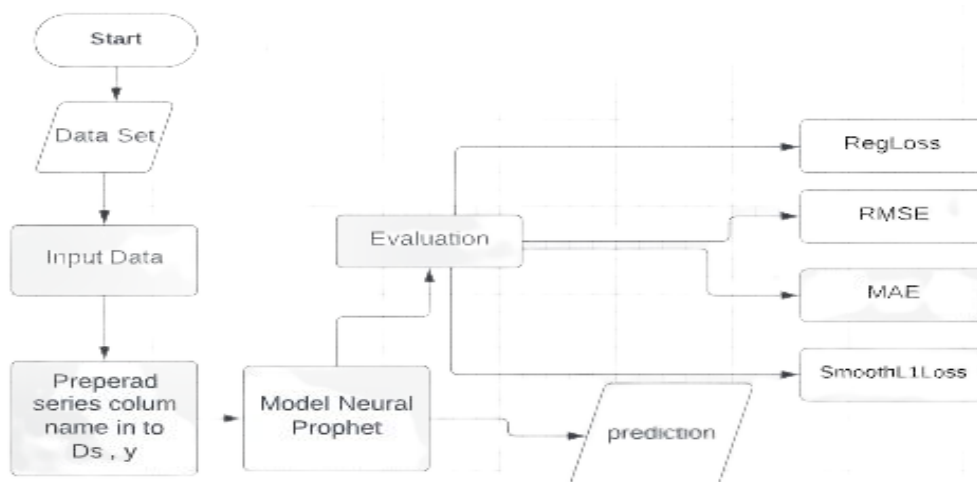 Start
Data Set
Input Data
Preperad
series colum
name in to
Ds , y
Model Neural
Prophet
Evaluation
prediction
RegLoss
RMSE
MAE
SmoothL1Loss